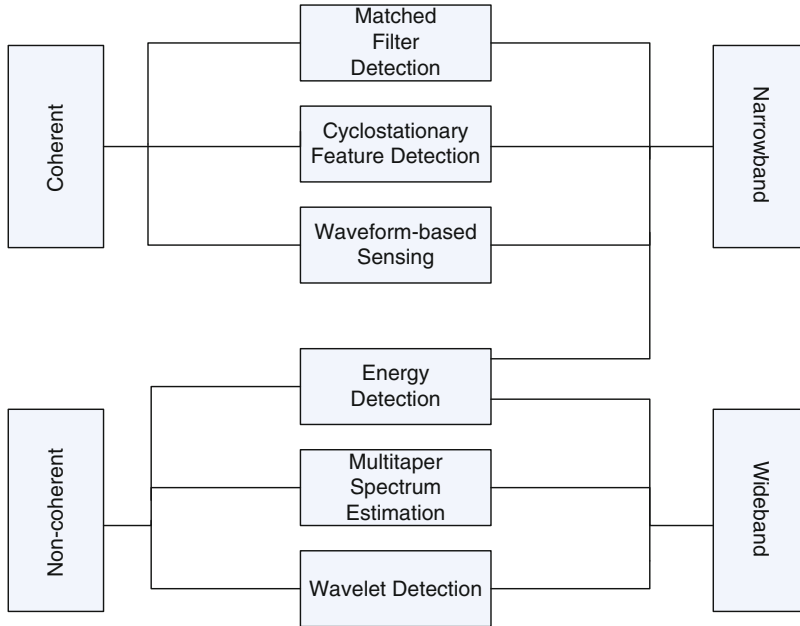 Coherent
Matched
Filter
Detection
Cyclostationary
Feature Detection
Waveform-based
Sensing
Narrowband
Non-coherent
Energy
Detection
Multitaper
Spectrum
Estimation
Wavelet Detection
Wideband